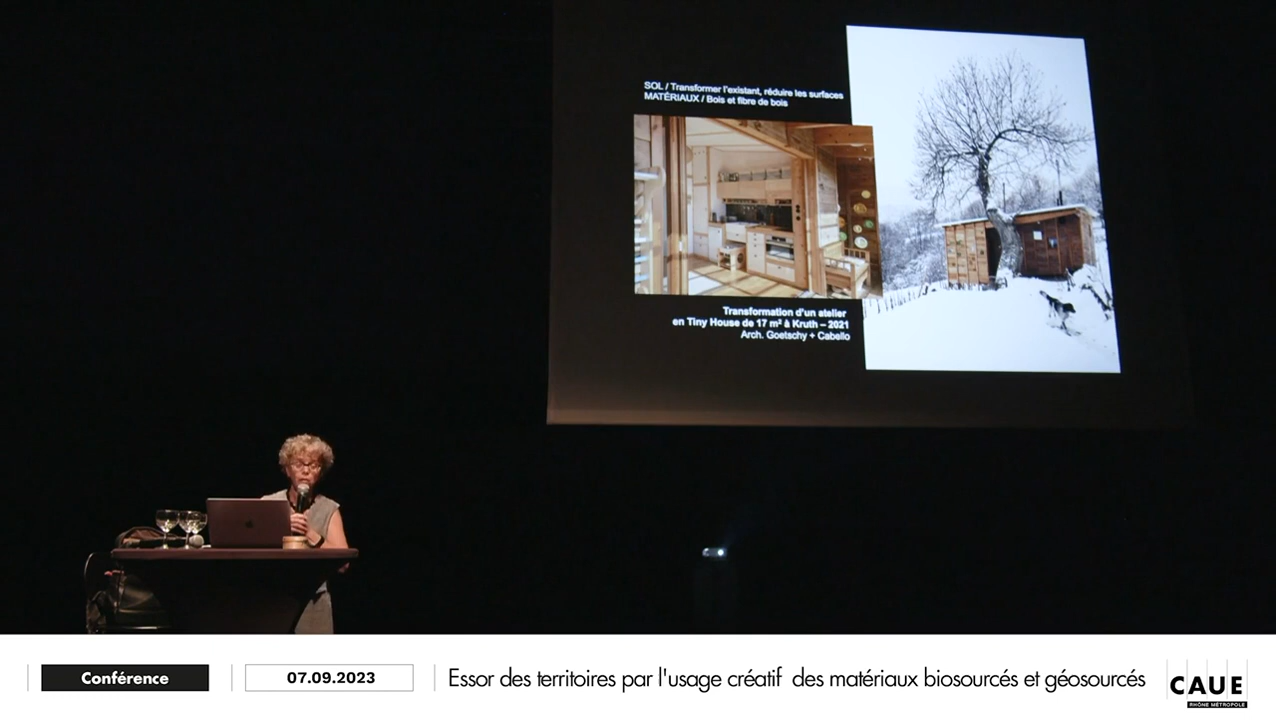 SOL / Transformer l'existant, réduire les surfaces
MATÉRIAUX / Bois et fibre de bois
Transformation d'un atelier
en Tiny House de 17 m² à Kruth – 2021
Arch. Goetschy + Cabello
Conférence
07.09.2023
Essor des territoires par l'usage créatif des matériaux biosourcés et géosourcés
CAUE
RHÔNE MÉTROPOLE